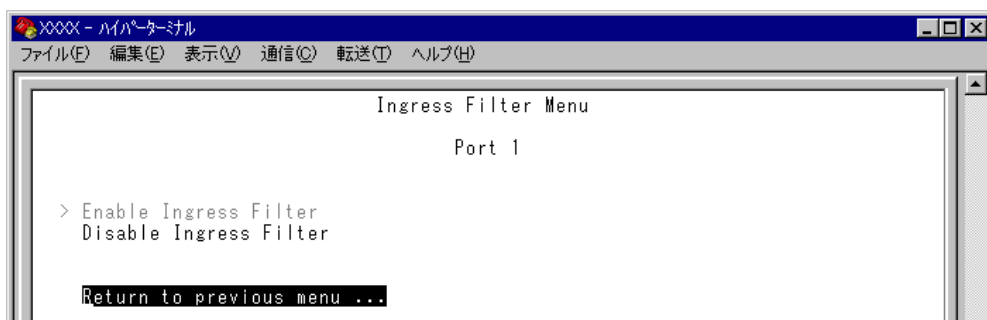 XXXX - ﾊｲﾊﾟｰﾀｰﾐﾅﾙ
ファイル(F) 編集(E) 表示(V) 通信(C) 転送(T) ヘルプ(H)
Ingress Filter Menu
Port 1
> Enable Ingress Filter
Disable Ingress Filter
Return to previous menu ...